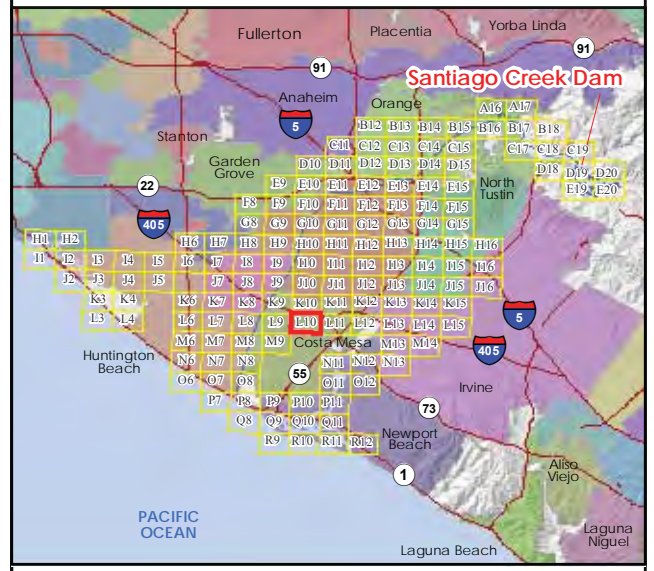 Yorba Linda
Placentia
Fullerton
91
91
Santiago Creek Dam
Anaheim
Orange
A16 A17
5
B12 B13 B14 B15 B16 B17 B18
Stanton
C11 C12 C13 C14 C15 C17 C18 C19
Garden
Grove
D10 D11 D12 D13 D14 D15 D18 D19 D20
22
E9 E10 E11 E12 E13 E14 E15 E19 E20
North
Tustin
F8 F9 F10 F11 F12 F13 F14 F15
405
G8 G9 G10 G11 G12 G13 G14 G15
H1 H2 H6 H7 H8 H9 H10 H11 H12 H13 H14 H15 H16
I1 I2 I3 I4 I5 I6 I7 I8 I9 I10 I11 I12 I13 I14 I15 I16
J2 J3 J4 J5 J6 J7 J8 J9 J10 J11 J12 J13 J14 J15 J16
K3 K4 K6 K7 K8 K9 K10 K11 K12 K13 K14 K15
5
L3 L4 L6 L7 L8 L9 L10 L11 L12 L13 L14 L15
M6 M7 M8 M9 Costa Mesa M13 M14
405
Huntington
Beach
N6 N7 N8 N11 N12 N13
55
O6 O7 O8 O11 O12
Irvine
P7 P8 P9 P10 P11
73
Q8 Q9 Q10 Q11
R9 R10 R11 R12
Newport
Beach
1
Aliso
Viejo
PACIFIC
OCEAN
Laguna
Niguel
Laguna Beach